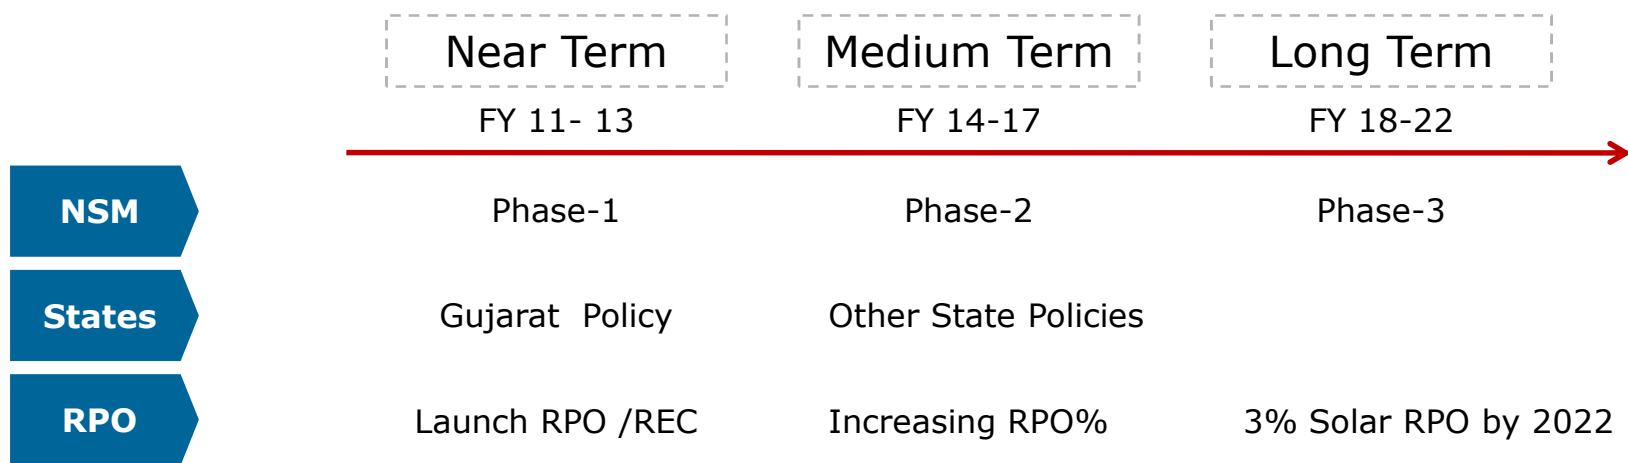 Near Term Medium Term Long Term
FY 11- 13 FY 14-17 FY 18-22
NSM Phase-1 Phase-2 Phase-3
States Gujarat  Policy Other State Policies
RPO Launch RPO /REC Increasing RPO% 3% Solar RPO by 2022